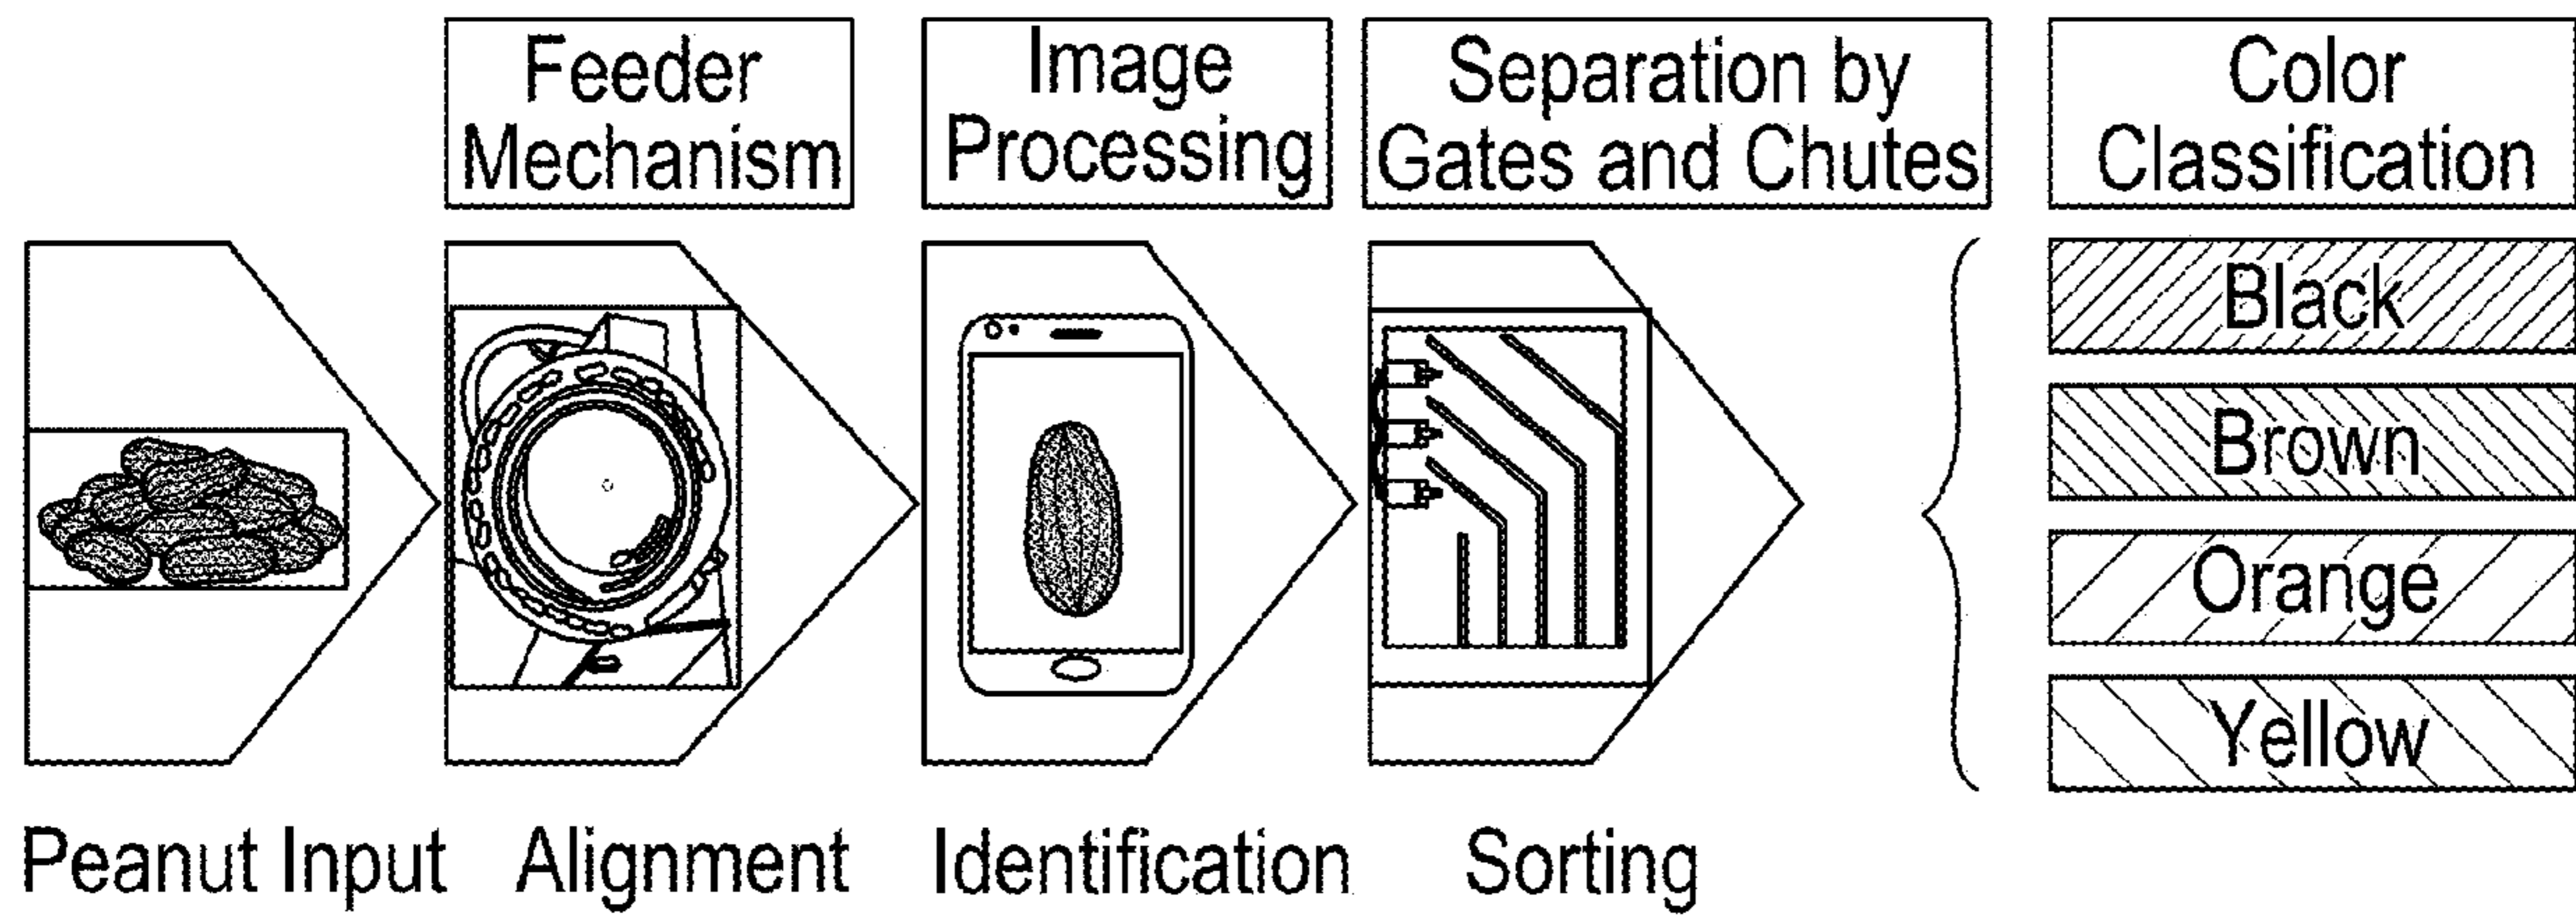 Feeder
Mechanism
Image
Processing
Separation by
Gates and Chutes
Color
Classification
Black
Brown
Orange
Yellow
Peanut Input
Alignment
Identification
Sorting